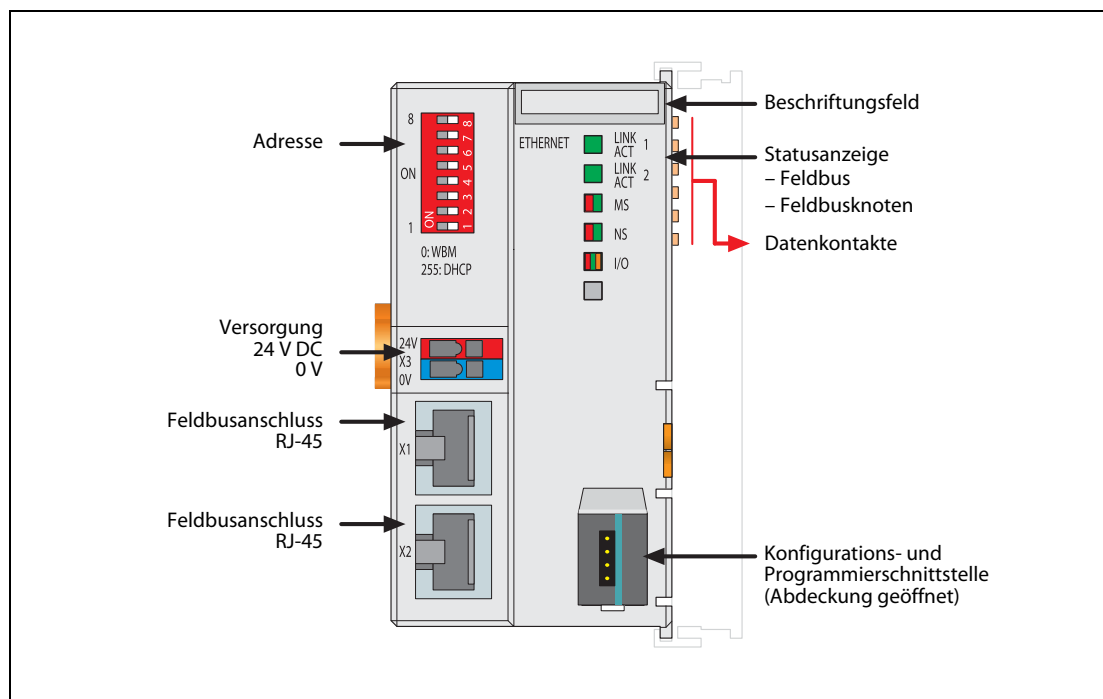 Adresse
8
ON
1
ON
1 2 3 4 5 6 7 8
0: WBM
255: DHCP
Versorgung
24 V DC
0 V
24V
X3
0V
Feldbusanschluss
RJ-45
X1
Feldbusanschluss
RJ-45
X2
ETHERNET
LINK
ACT 1
LINK
ACT 2
MS
NS
I/O
Beschriftungsfeld
Statusanzeige
– Feldbus
– Feldbusknoten
Datenkontakte
Konfigurations- und
Programmierschnittstelle
(Abdeckung geöffnet)